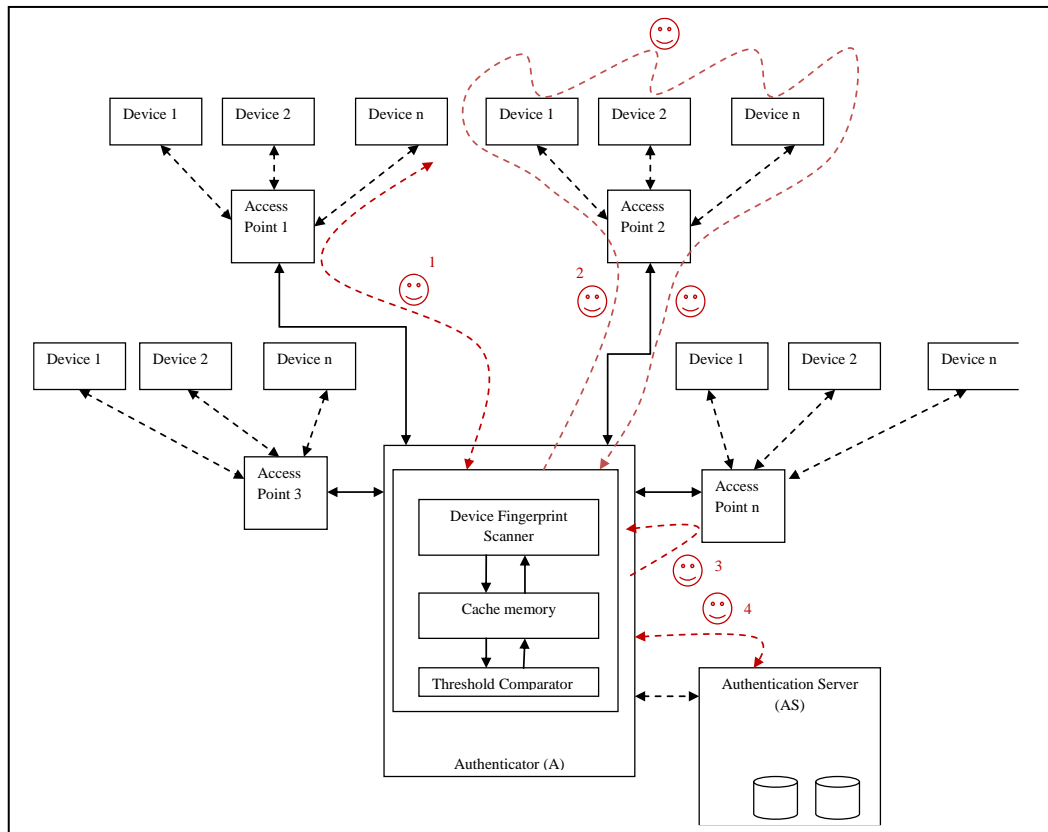 Device 1
Device 2
Device n
Device 1
Device 2
Device n
Access
Point 1
Access
Point 2
1
2
Device 1
Device 2
Device n
Device 1
Device 2
Device n
Access
Point 3
Access
Point n
Device Fingerprint
Scanner
3
Cache memory
4
Threshold Comparator
Authentication Server
(AS)
Authenticator (A)